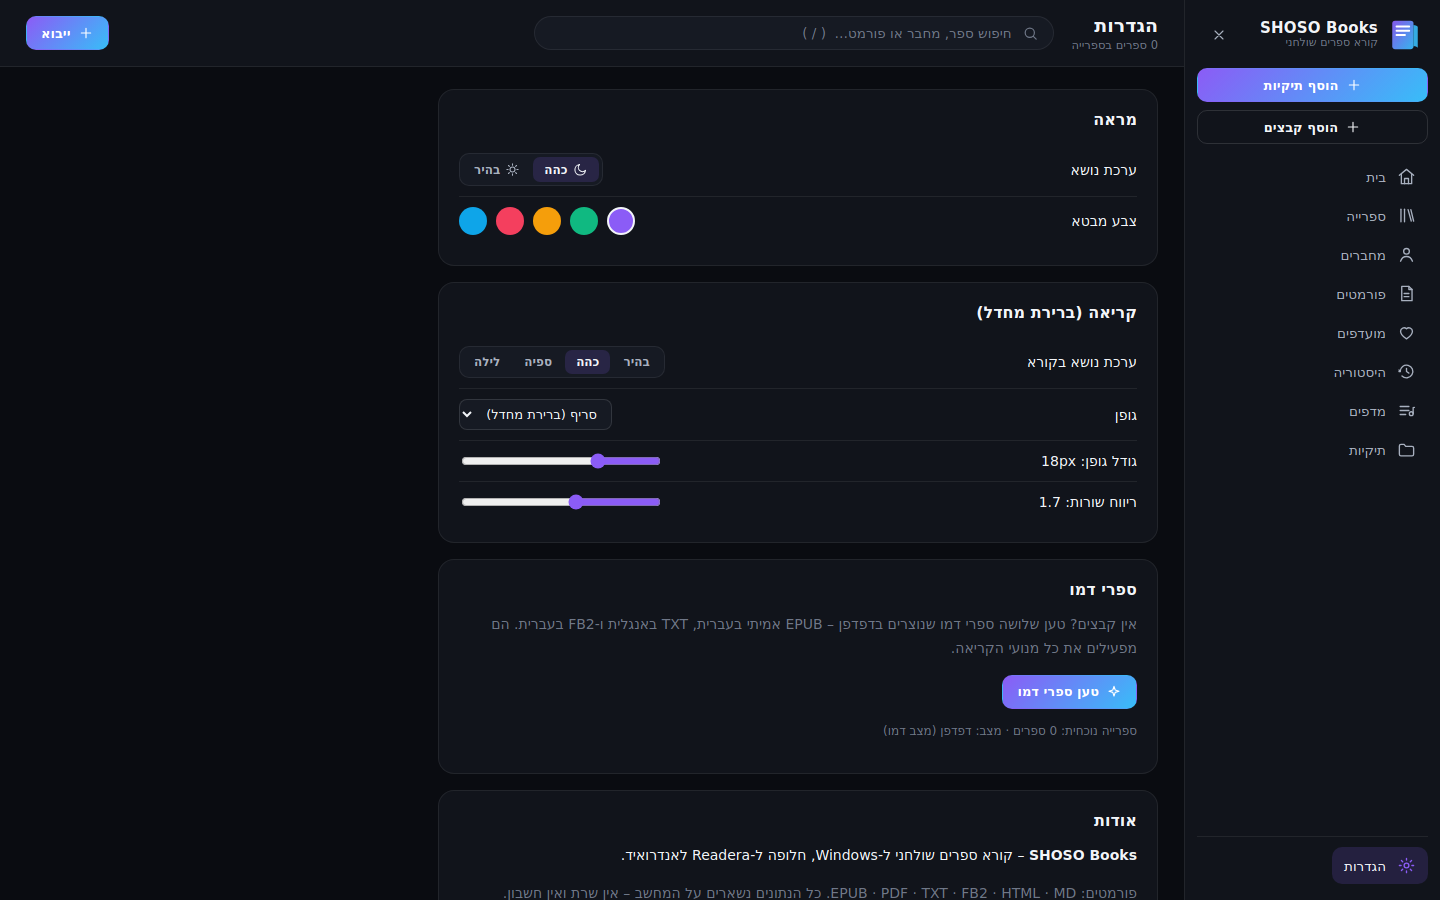 SHOSO Books
קורא ספרים שולחני
הוסף תיקיות
הוסף קבצים
בית
ספרייה
מחברים
פורמטים
מועדפים
היסטוריה
מדפים
תיקיות
הגדרות
הגדרות
0 ספרים בספרייה
חיפוש ספר, מחבר או פורמט… ( / )
ייבוא
מראה
ערכת נושא
כהה
בהיר
צבע מבטא
קריאה (ברירת מחדל)
ערכת נושא בקורא
בהיר
כהה
ספיה
לילה
גופן
סריף (ברירת מחדל)
גודל גופן: 18px
ריווח שורות: 1.7
ספרי דמו
אין קבצים? טען שלושה ספרי דמו שנוצרים בדפדפן – EPUB אמיתי בעברית, TXT באנגלית ו-FB2 בעברית. הם
מפעילים את כל מנועי הקריאה.
טען ספרי דמו
ספרייה נוכחית: 0 ספרים · מצב: דפדפן (מצב דמו)
אודות
SHOSO Books – קורא ספרים שולחני ל-Windows, חלופה ל-Readera לאנדרואיד.
פורמטים: EPUB · PDF · TXT · FB2 · HTML · MD. כל הנתונים נשארים על המחשב – אין שרת ואין חשבון.